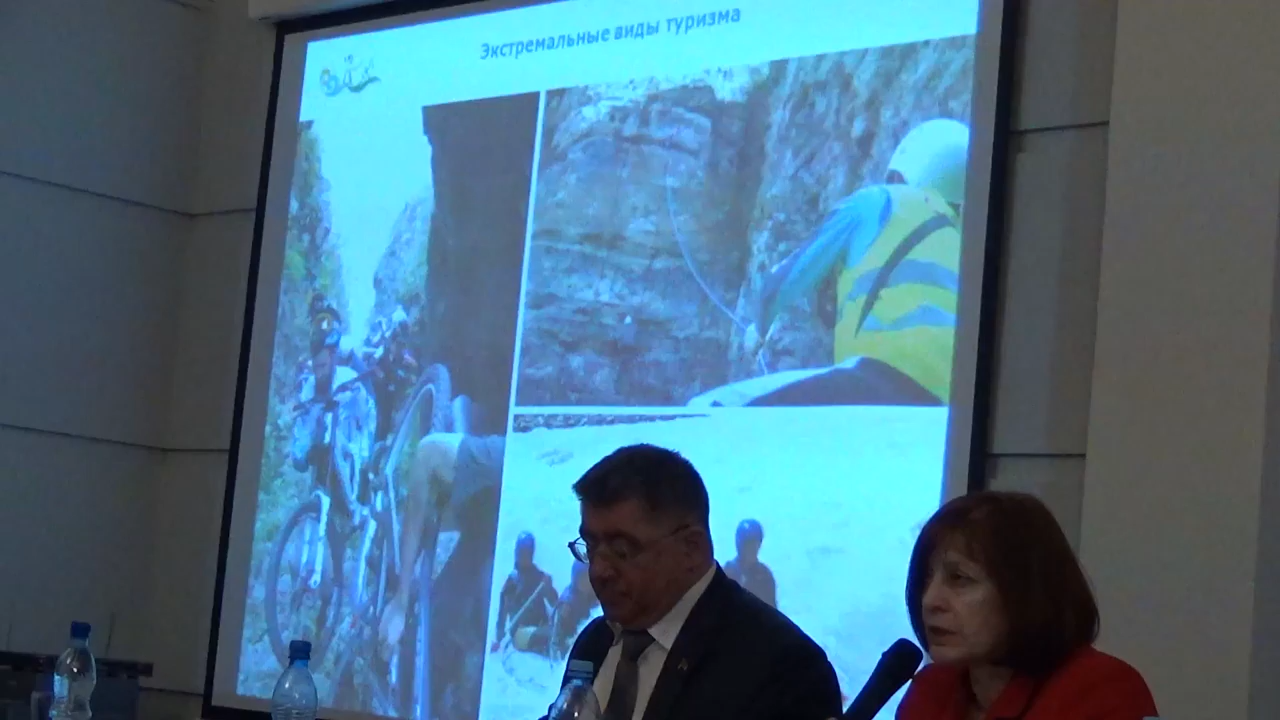 Экстремальные виды туризма